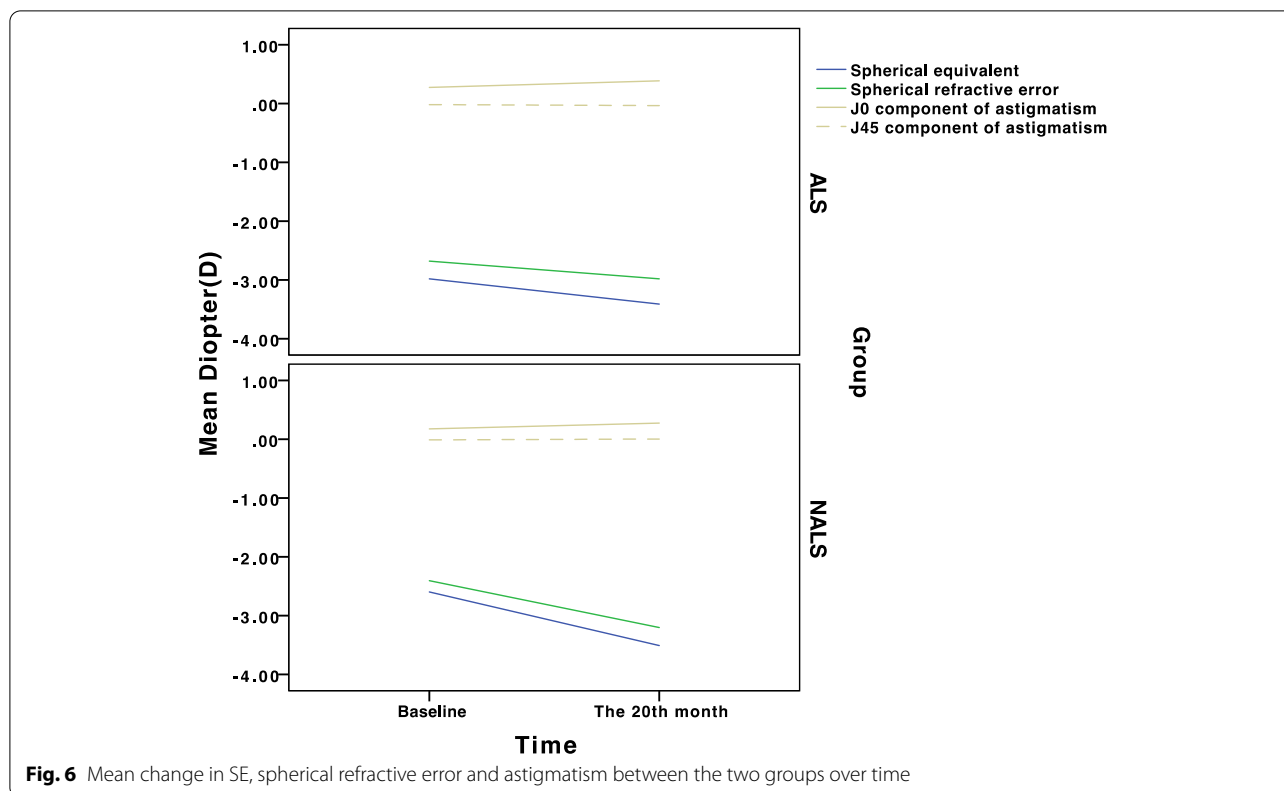 1.00
.00
-1.00
-2.00
-3.00
-4.00
Spherical equivalent
Spherical refractive error
J0 component of astigmatism
J45 component of astigmatism
ALS
Mean Diopter(D)
Group
1.00
.00
-1.00
-2.00
-3.00
-4.00
NALS
Baseline
The 20th month
Time
Fig. 6 Mean change in SE, spherical refractive error and astigmatism between the two groups over time